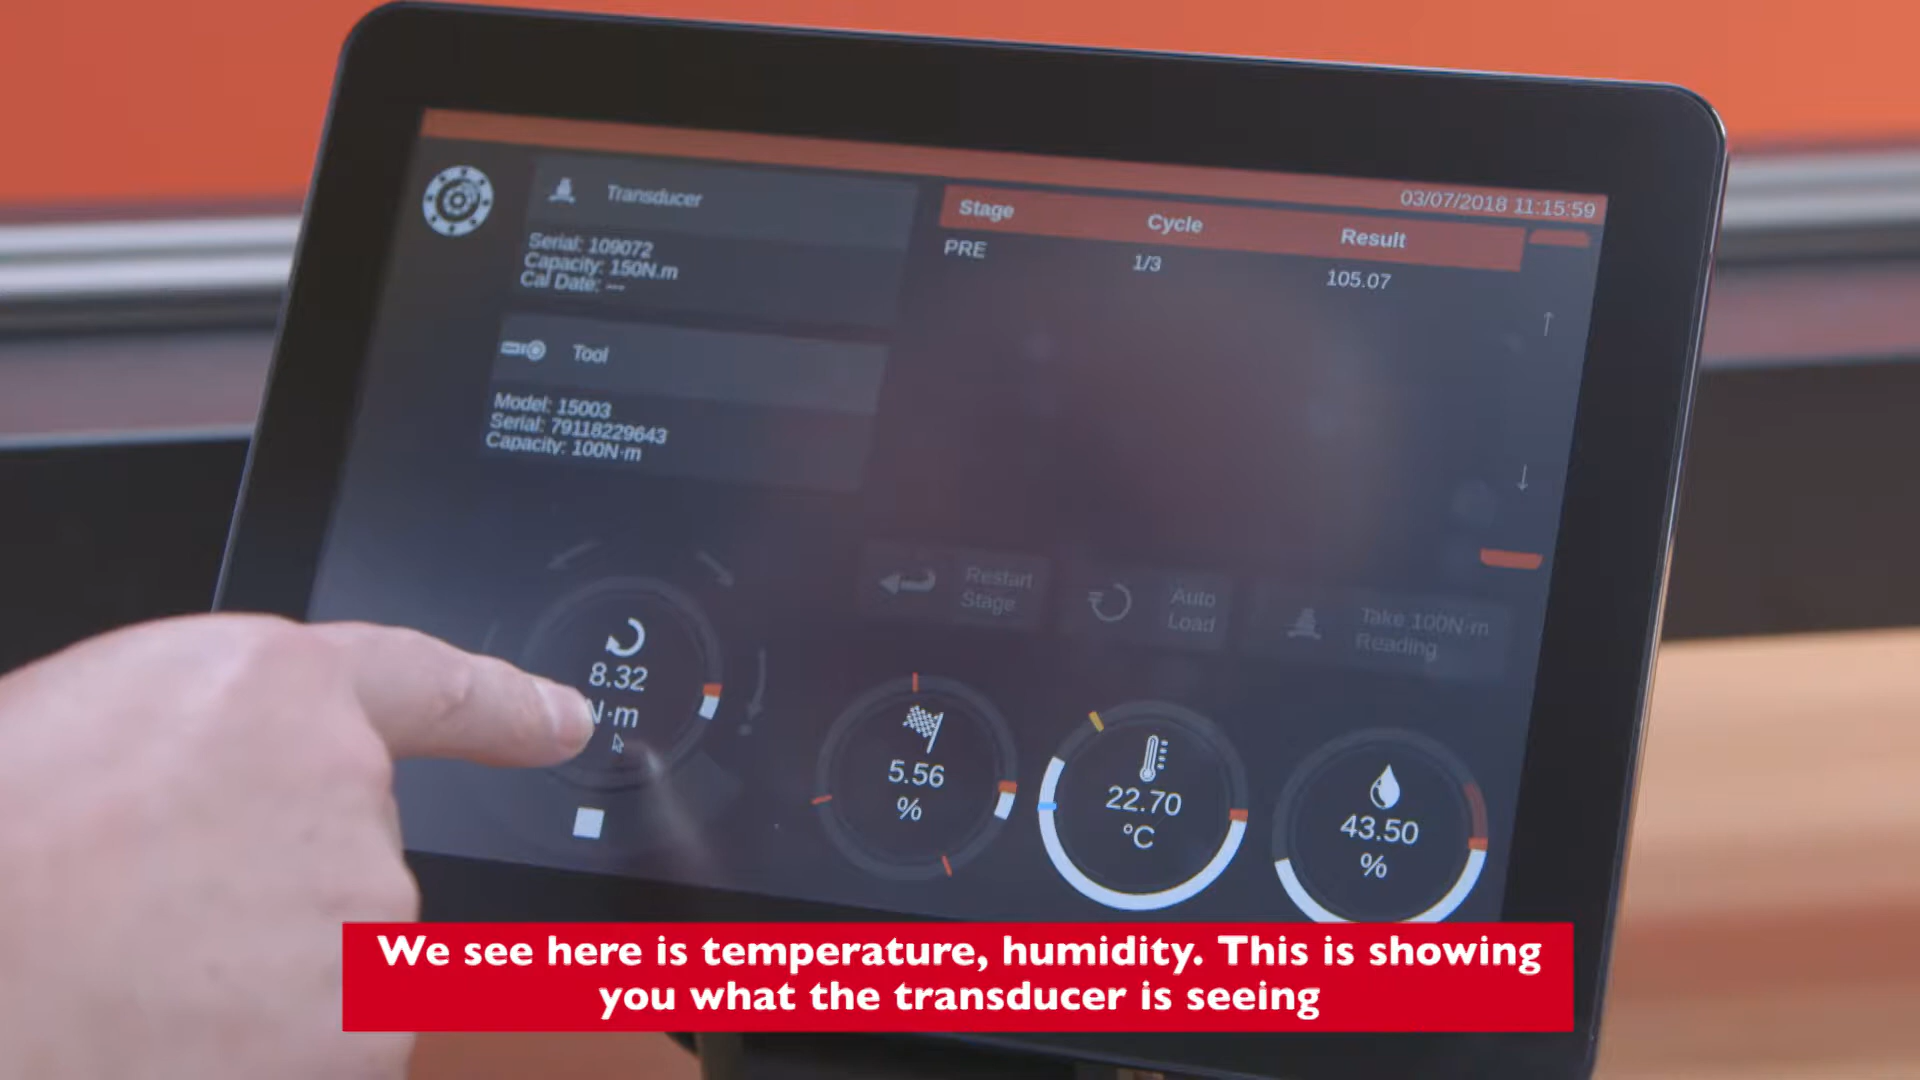 03/07/2018 11:15:59
Transducer
Serial: 109072
Capacity: 150N.m
Cal Date: ---
Stage Cycle Result
PRE 1/3 105.07
Tool
Model: 15003
Serial: 79118229643
Capacity: 100N·m
Restart
Stage
Auto
Load
Take 100N·m
Reading
8.32
N·m
5.56
%
22.70
°C
43.50
%
We see here is temperature, humidity. This is showing
you what the transducer is seeing